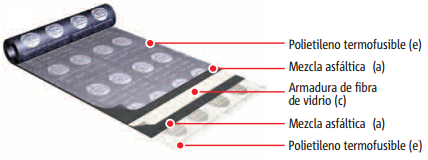 Polietileno termofusible (e)
Mezcla asfáltica (a)
Armadura de fibra
de vidrio (c)
Mezcla asfáltica (a)
Polietileno termofusible (e)